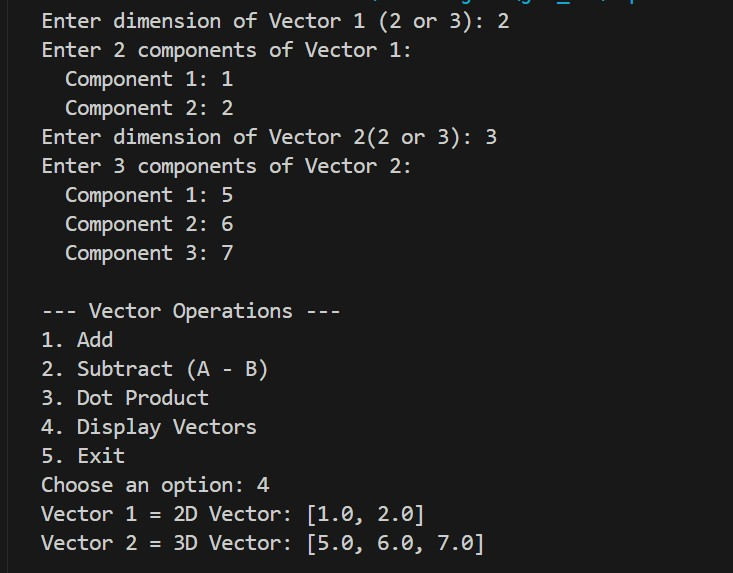 Enter dimension of Vector 1 (2 or 3): 2
Enter 2 components of Vector 1:
  Component 1: 1
  Component 2: 2
Enter dimension of Vector 2(2 or 3): 3
Enter 3 components of Vector 2:
  Component 1: 5
  Component 2: 6
  Component 3: 7

--- Vector Operations ---
1. Add
2. Subtract (A - B)
3. Dot Product
4. Display Vectors
5. Exit
Choose an option: 4
Vector 1 = 2D Vector: [1.0, 2.0]
Vector 2 = 3D Vector: [5.0, 6.0, 7.0]